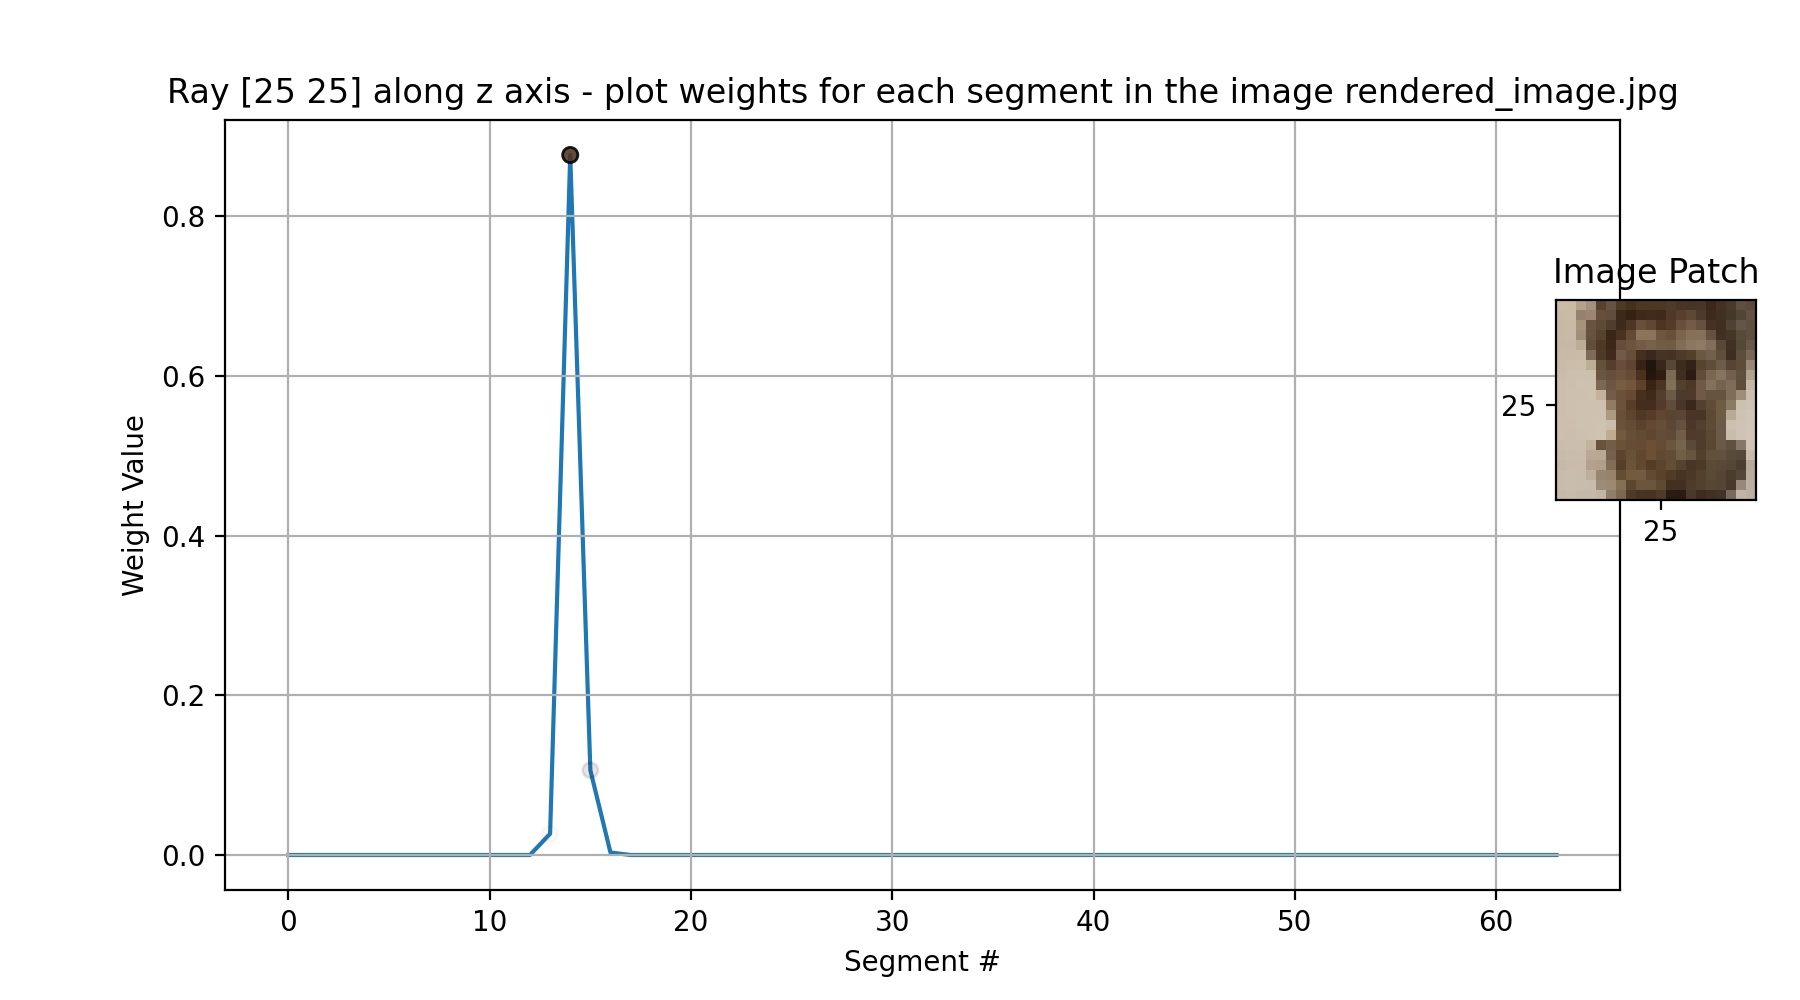 Ray [25 25] along z axis - plot weights for each segment in the image rendered_image.jpg
Weight Value
0.8
0.6
0.4
0.2
0.0
0 10 20 30 40 50 60
Segment #
Image Patch
25
25